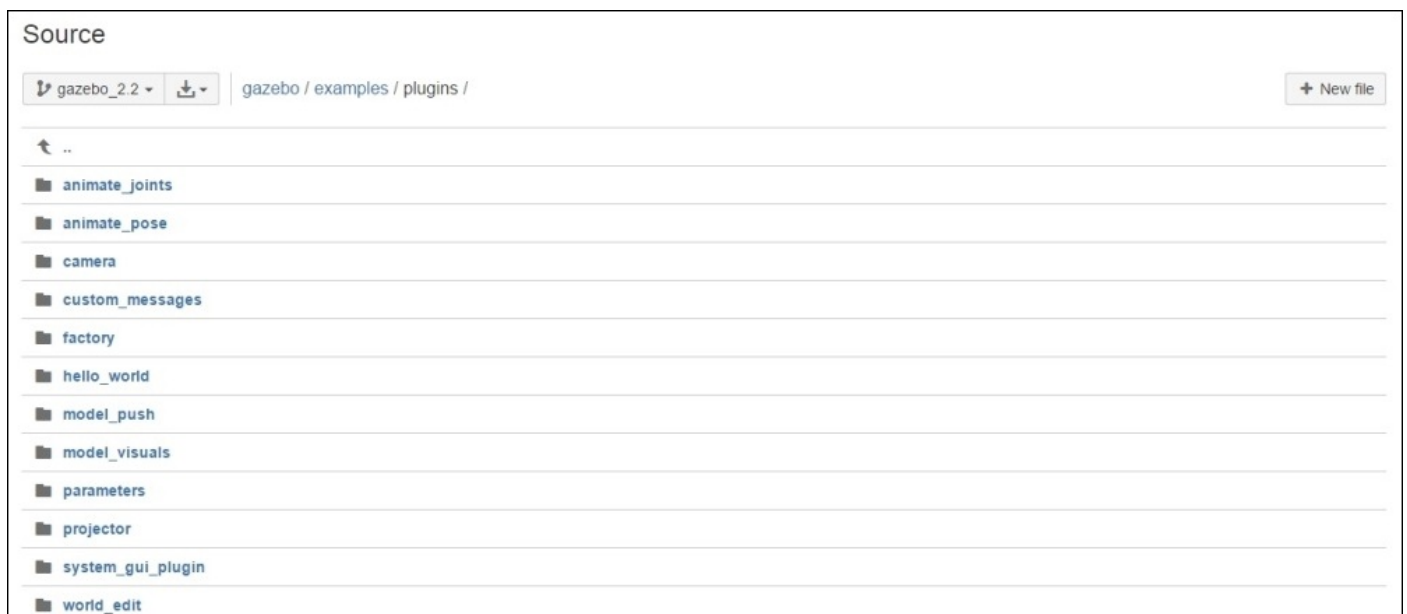 Source
gazebo_2.2 gazebo / examples / plugins / + New file
..
animate_joints
animate_pose
camera
custom_messages
factory
hello_world
model_push
model_visuals
parameters
projector
system_gui_plugin
world_edit